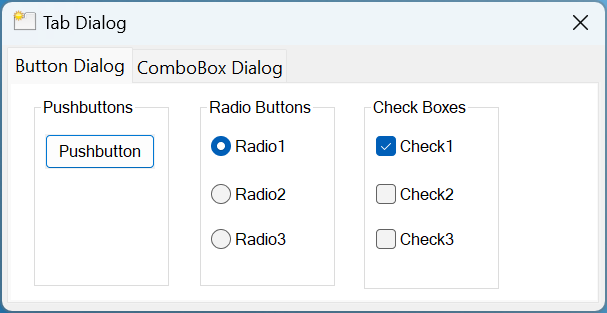 Tab Dialog
Button Dialog ComboBox Dialog
Pushbuttons
Pushbutton
Radio Buttons
Radio1
Radio2
Radio3
Check Boxes
Check1
Check2
Check3